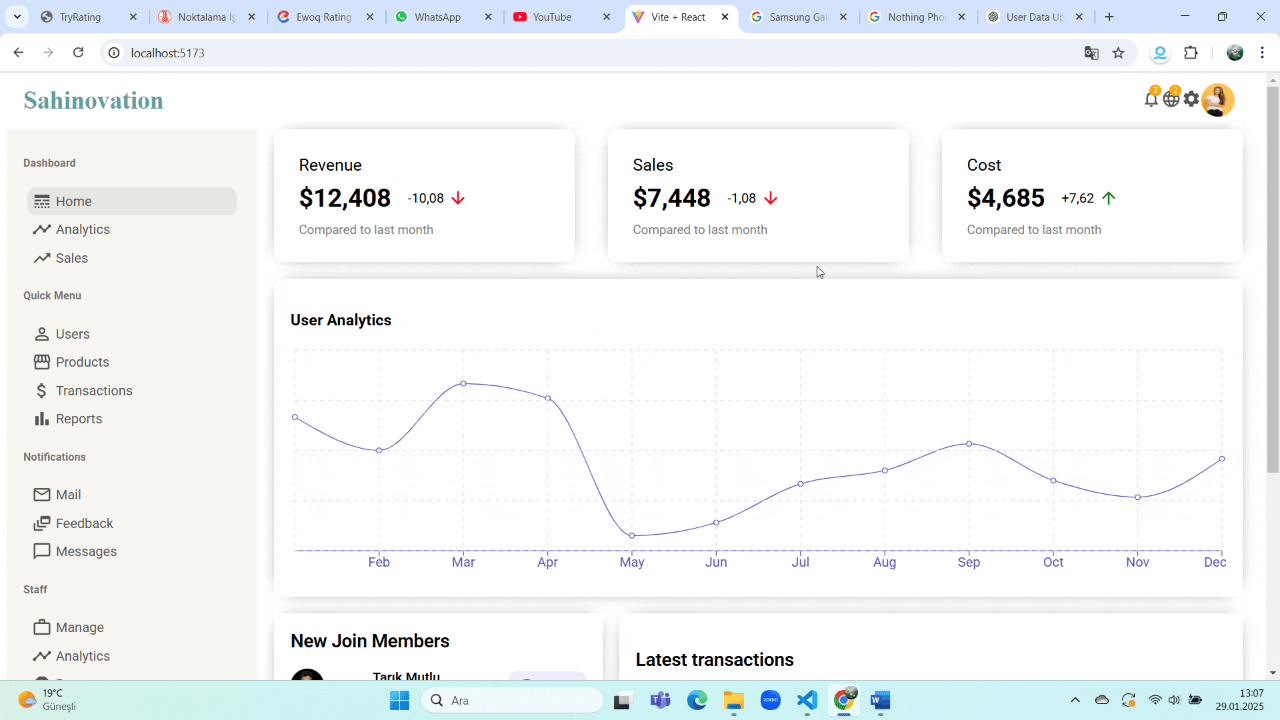 TryRating
Noktalama İş
Ewoq Rating
WhatsApp
YouTube
Vite + React
Samsung Gal
Nothing Phon
User Data Up
localhost:5173
Sahinovation
2
2
Dashboard
Home
Analytics
Sales
Quick Menu
Users
Products
Transactions
Reports
Notifications
Mail
Feedback
Messages
Staff
Manage
Analytics
Revenue
$12,408 -10,08
Compared to last month
Sales
$7,448 -1,08
Compared to last month
Cost
$4,685 +7,62
Compared to last month
User Analytics
Feb Mar Apr May Jun Jul Aug Sep Oct Nov Dec
New Join Members
Tarık Mutlu
Latest transactions
19°C
Güneşli
Ara
zoom
13:07
29.01.2025